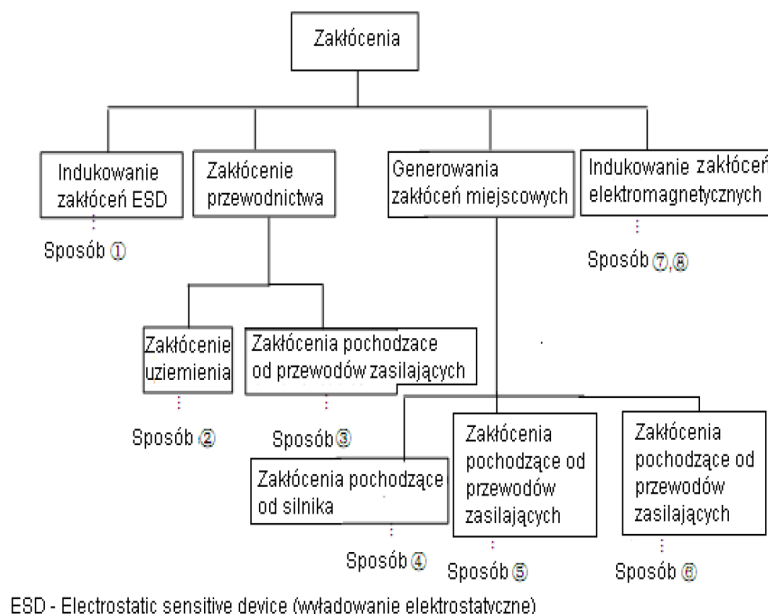 Zakłócenia
Indukowanie
zakłóceń ESD
Sposób ①
Zakłócenie
przewodnictwa
Generowania
zakłóceń miejscowych
Indukowanie zakłóceń
elektromagnetycznych
Sposób ⑦,⑧
Zakłócenie
uziemienia
Sposób ②
Zakłócenia pochodzace
od przewodów zasilających
Sposób ③
Zakłócenia pochodzące
od silnika
Sposób ④
Zakłócenia
pochodzące od
przewodów
zasilających
Sposób ⑤
Zakłócenia
pochodzące od
przewodów
zasilających
Sposób ⑥
ESD - Electrostatic sensitive device (wyładowanie elektrostatyczne)